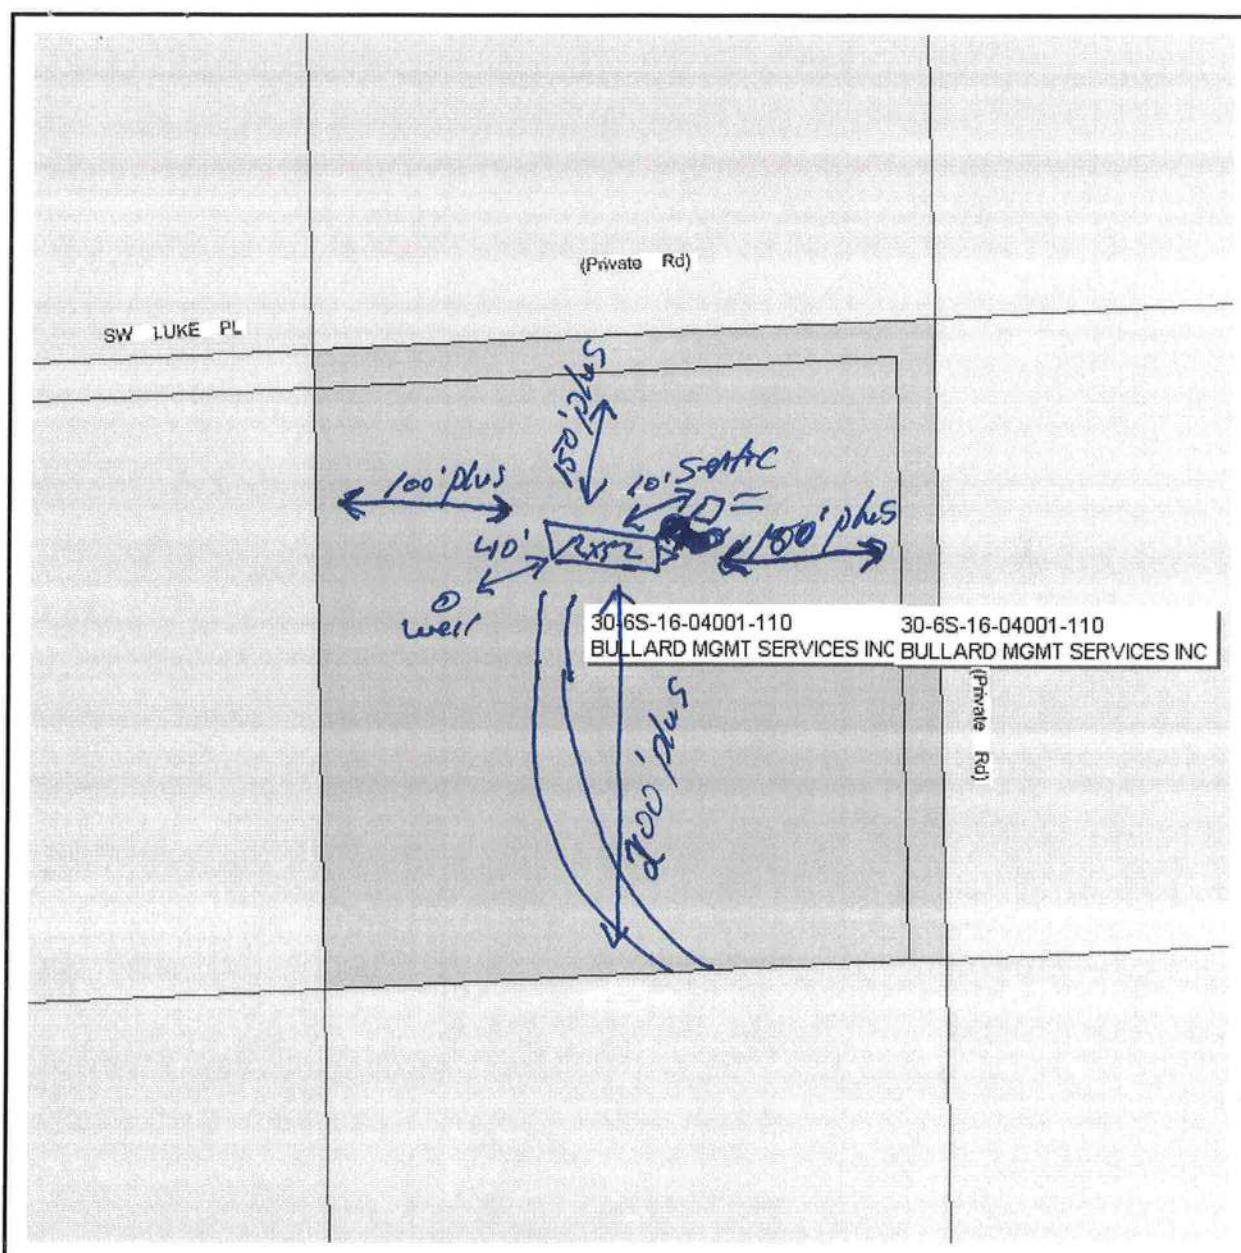 (Private Rd)
SW LUKE PL
150' plus
100' plus
10' Septic
40'
100' plus
well
30-6S-16-04001-110
BULLARD MGMT SERVICES INC
30-6S-16-04001-110
BULLARD MGMT SERVICES INC
(Private Rd)
200' plus